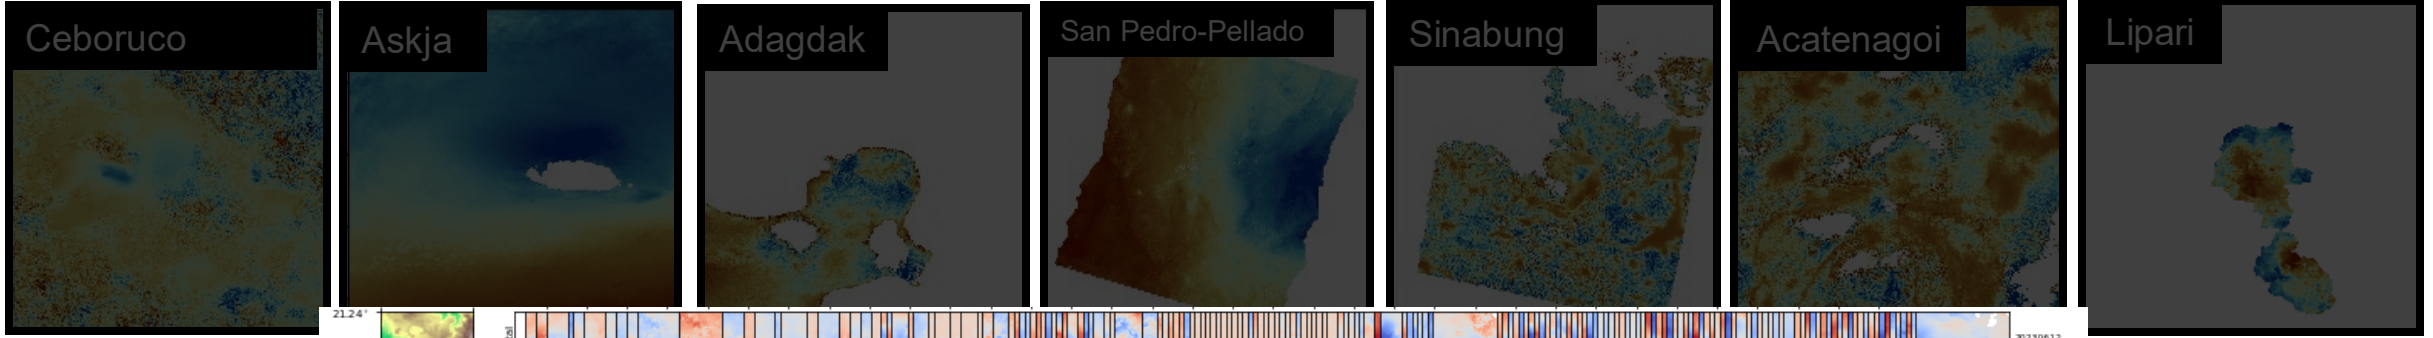 Ceboruco
Askja
Adagdak
San Pedro-Pellado
Sinabung
Acatenagoi
Lipari
21.24°